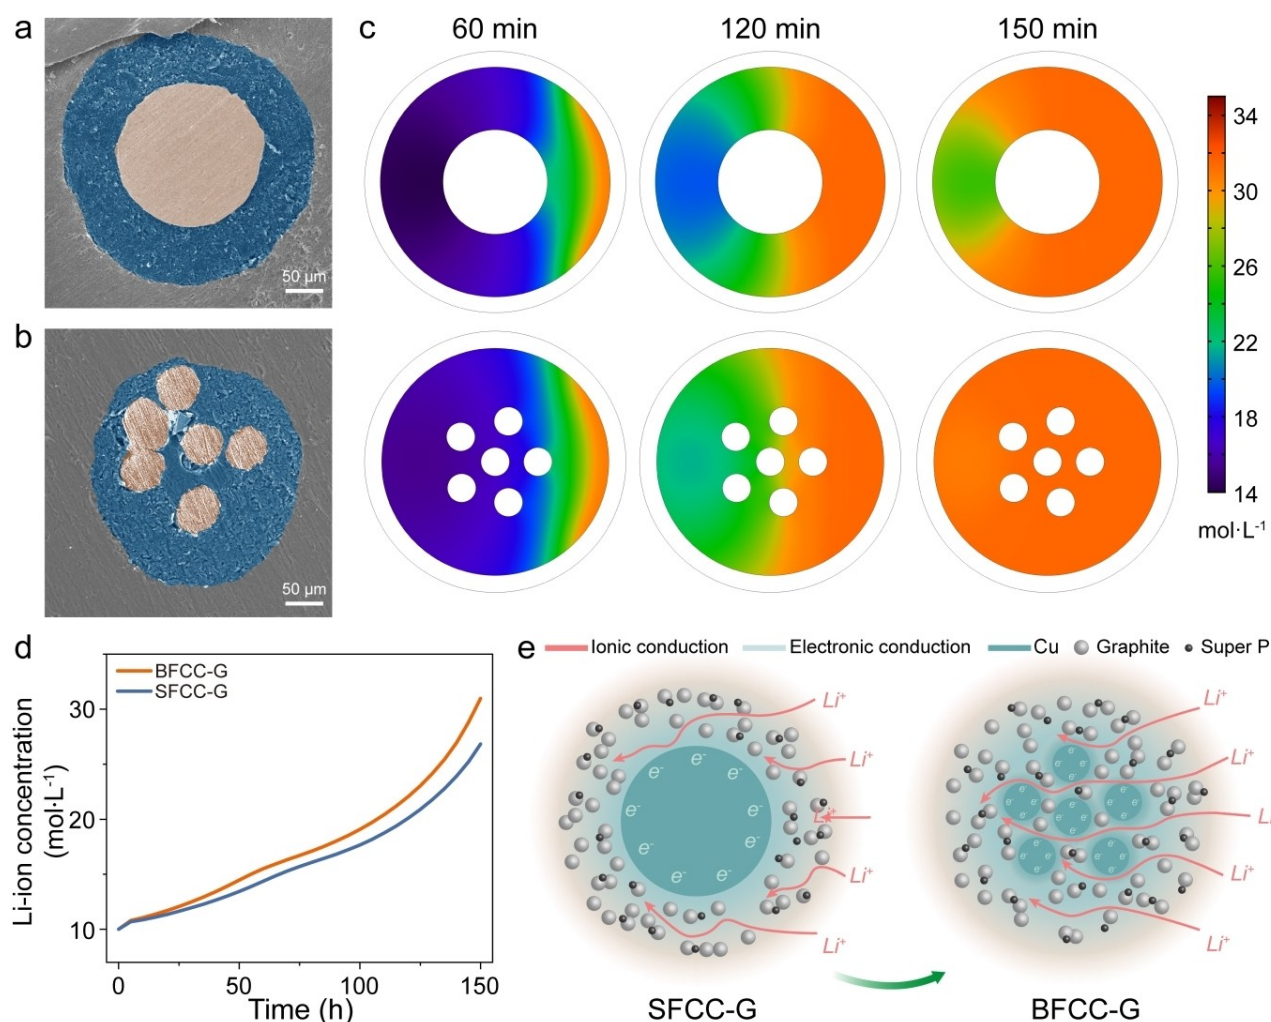 a
50 µm
b
50 µm
c
60 min
120 min
150 min
34
30
26
22
18
14
mol·L⁻¹
d
BFCC-G
SFCC-G
30
20
10
0
50
100
150
Li-ion concentration
(mol·L⁻¹)
Time (h)
e
Ionic conduction
Electronic conduction
Cu
Graphite
Super P
Li⁺
Li⁺
Li⁺
Li⁺
Li⁺
e⁻ e⁻ e⁻
e⁻ e⁻
e⁻ e⁻
e⁻ e⁻
SFCC-G
Li⁺
Li⁺
Li
Li⁺
Li⁺
e⁻ e⁻ e⁻ e⁻
e⁻ e⁻ e⁻ e⁻
e⁻ e⁻ e⁻ e⁻
e⁻ e⁻ e⁻ e⁻
e⁻ e⁻ e⁻ e⁻
e⁻ e⁻ e⁻ e⁻
BFCC-G